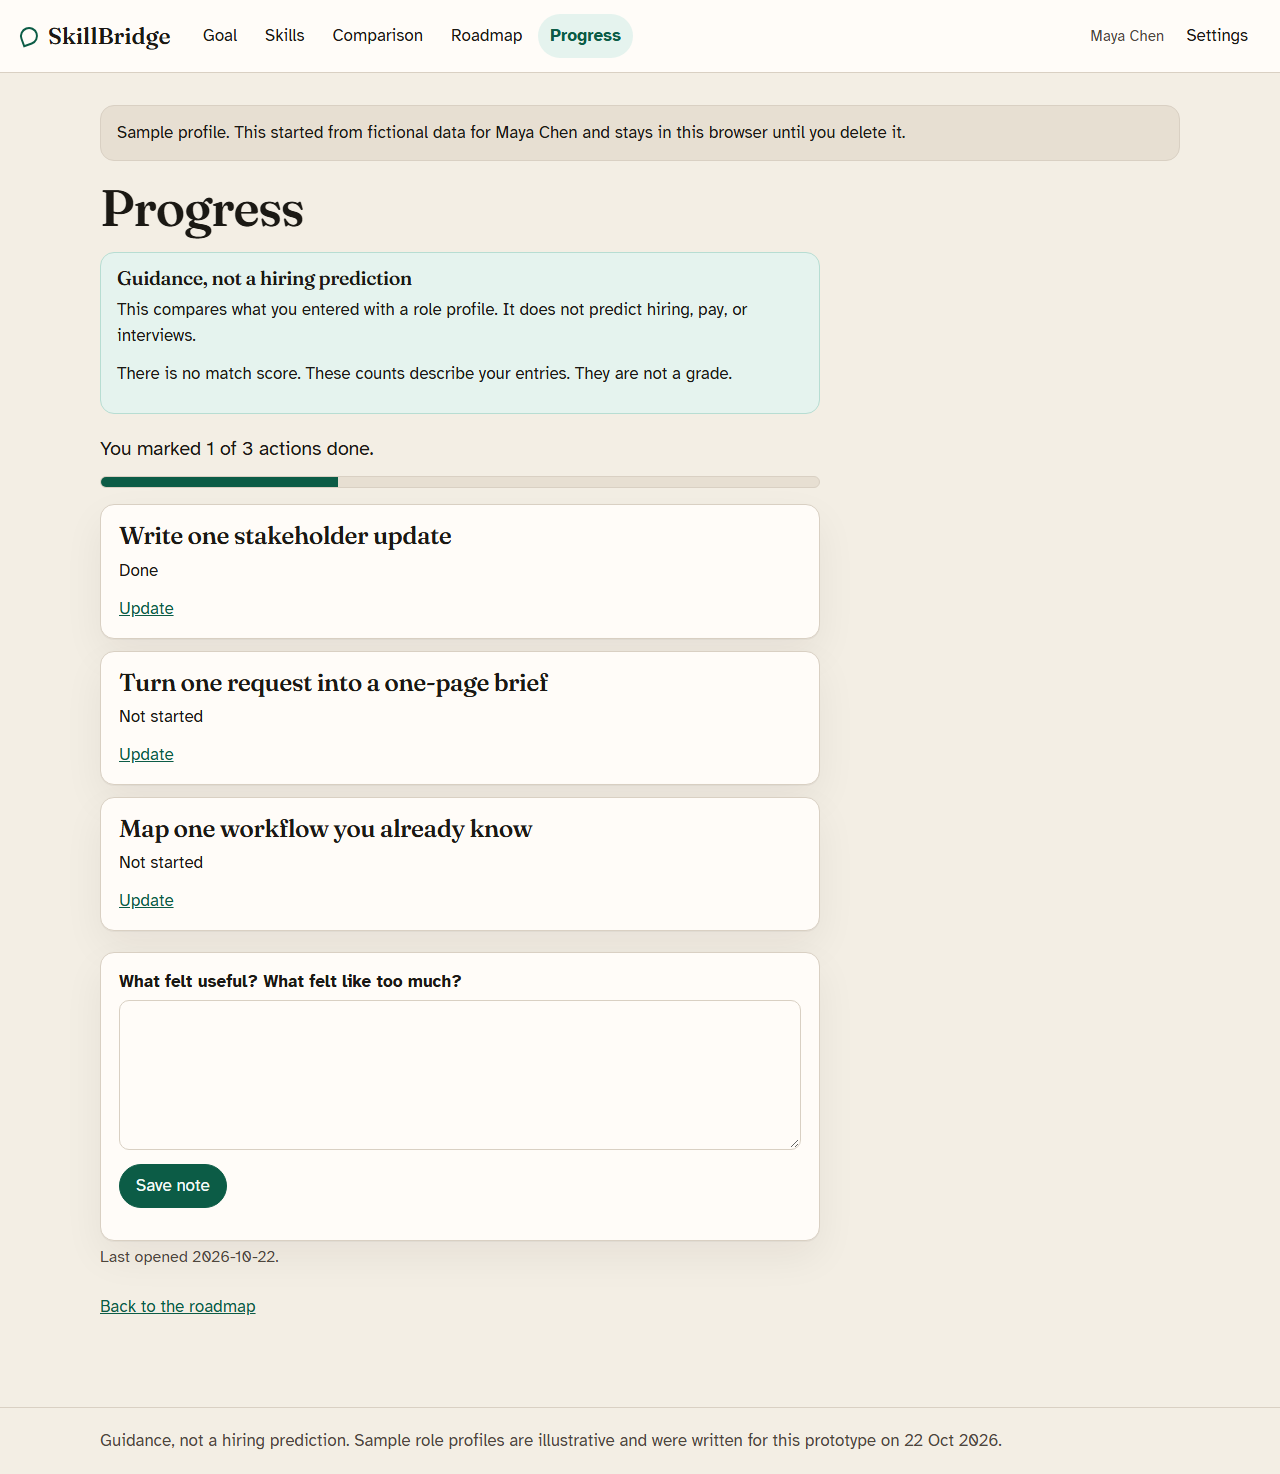 SkillBridge
Goal
Skills
Comparison
Roadmap
Progress
Maya Chen
Settings
Sample profile. This started from fictional data for Maya Chen and stays in this browser until you delete it.
Progress
Guidance, not a hiring prediction
This compares what you entered with a role profile. It does not predict hiring, pay, or
interviews.
There is no match score. These counts describe your entries. They are not a grade.
You marked 1 of 3 actions done.
Write one stakeholder update
Done
Update
Turn one request into a one-page brief
Not started
Update
Map one workflow you already know
Not started
Update
What felt useful? What felt like too much?
Save note
Last opened 2026-10-22.
Back to the roadmap
Guidance, not a hiring prediction. Sample role profiles are illustrative and were written for this prototype on 22 Oct 2026.